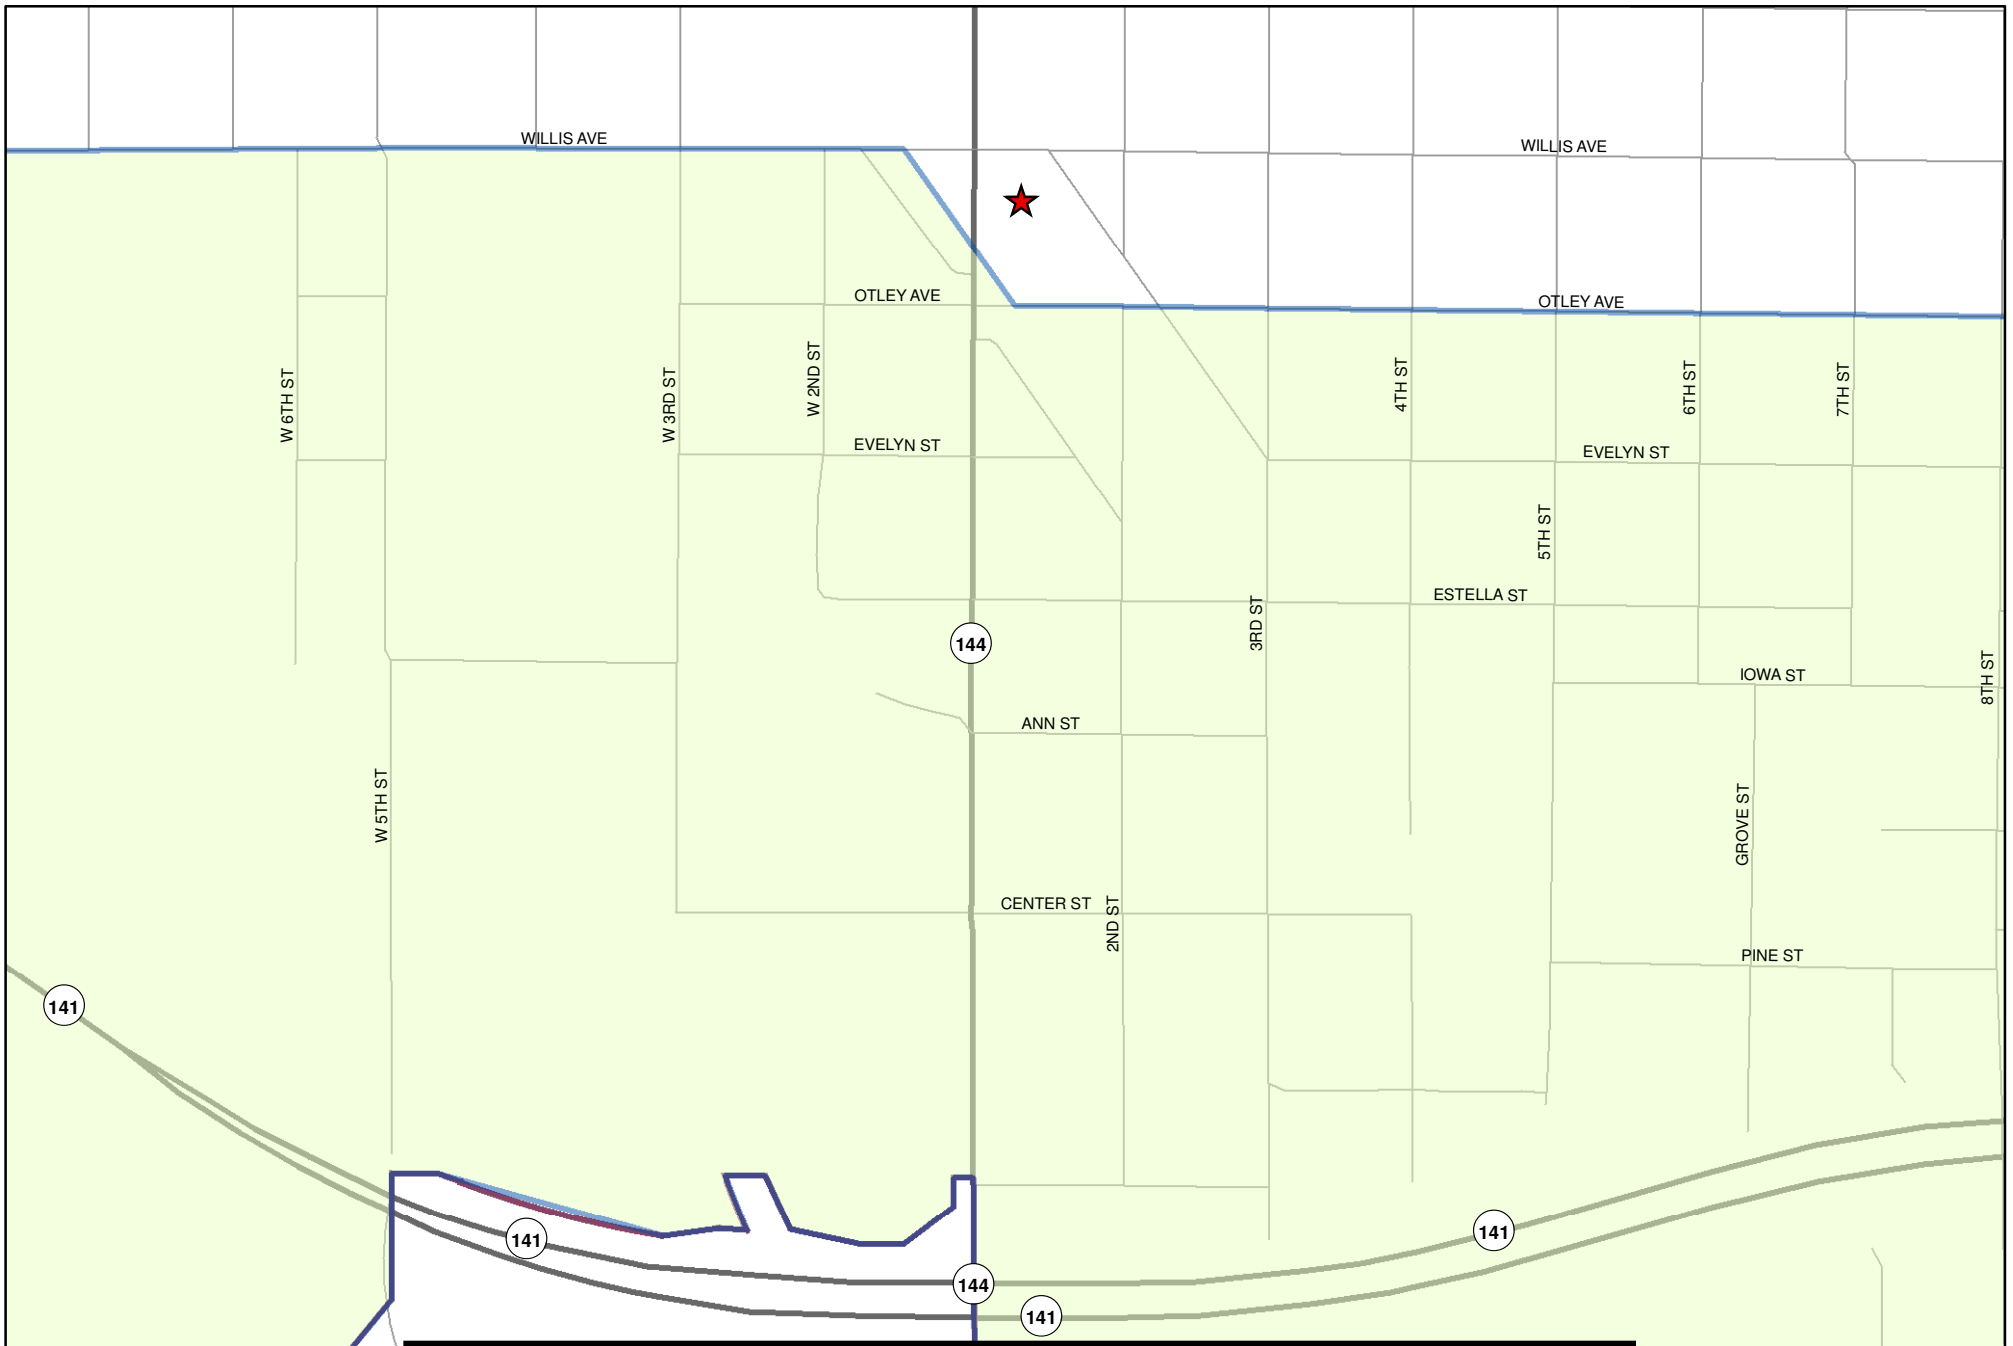 WILLIS AVE
WILLIS AVE
OTLEY AVE
OTLEY AVE
W 6TH ST
W 3RD ST
W 2ND ST
4TH ST
6TH ST
7TH ST
EVELYN ST
EVELYN ST
5TH ST
ESTELLA ST
3RD ST
144
IOWA ST
8TH ST
ANN ST
W 5TH ST
GROVE ST
CENTER ST
2ND ST
PINE ST
141
141
141
144
141